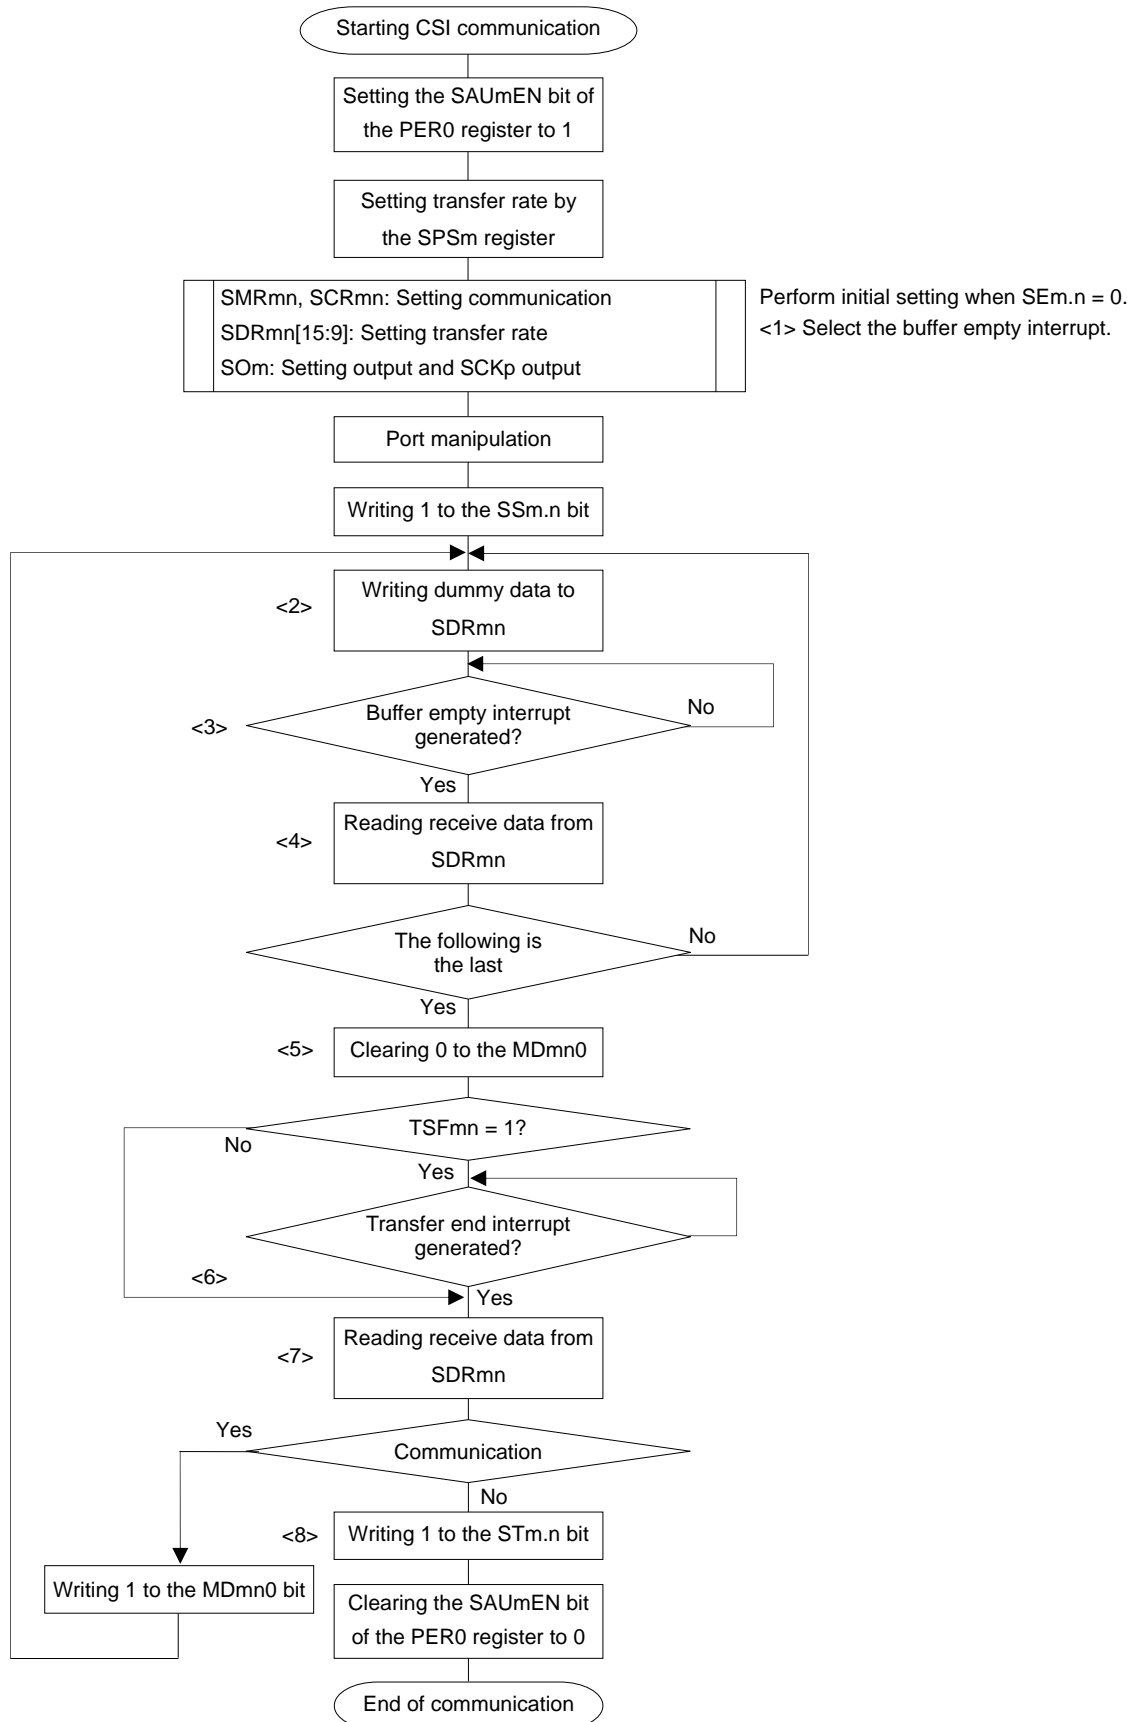 Starting CSI communication
Setting the SAUmEN bit of
the PER0 register to 1
Setting transfer rate by
the SPSm register
SMRmn, SCRmn: Setting communication
SDRmn[15:9]: Setting transfer rate
SOm: Setting output and SCKp output
Perform initial setting when SEm.n = 0.
<1> Select the buffer empty interrupt.
Port manipulation
Writing 1 to the SSm.n bit
<2>
Writing dummy data to
SDRmn
<3>
Buffer empty interrupt
generated?
No
Yes
<4>
Reading receive data from
SDRmn
The following is
the last
No
Yes
<5>
Clearing 0 to the MDmn0
TSFmn = 1?
No
Yes
Transfer end interrupt
generated?
<6>
Yes
<7>
Reading receive data from
SDRmn
Yes
Communication
No
<8>
Writing 1 to the STm.n bit
Writing 1 to the MDmn0 bit
Clearing the SAUmEN bit
of the PER0 register to 0
End of communication